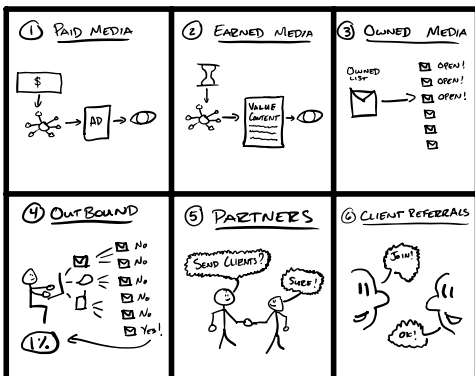 ① PAID MEDIA
$
AD
② EARNED MEDIA
VALUE
CONTENT
③ OWNED MEDIA
OWNED
LIST
OPEN!
OPEN!
OPEN!
④ OUTBOUND
No
No
No
No
No
YES!
1%
⑤ PARTNERS
SEND CLIENTS?
SURE!
⑥ CLIENT REFERRALS
JOIN!
OK!